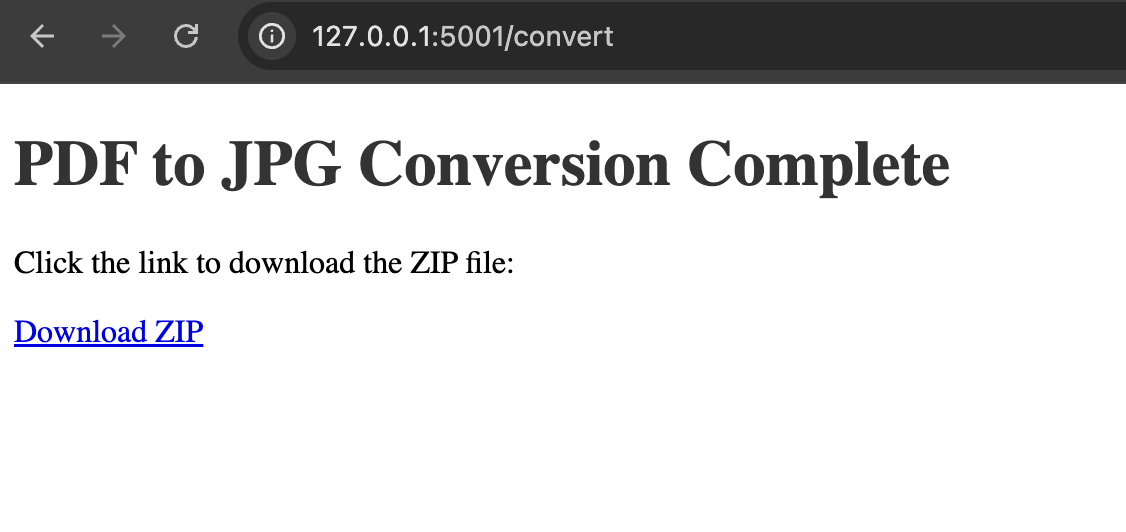 127.0.0.1:5001/convert
PDF to JPG Conversion Complete
Click the link to download the ZIP file:
Download ZIP